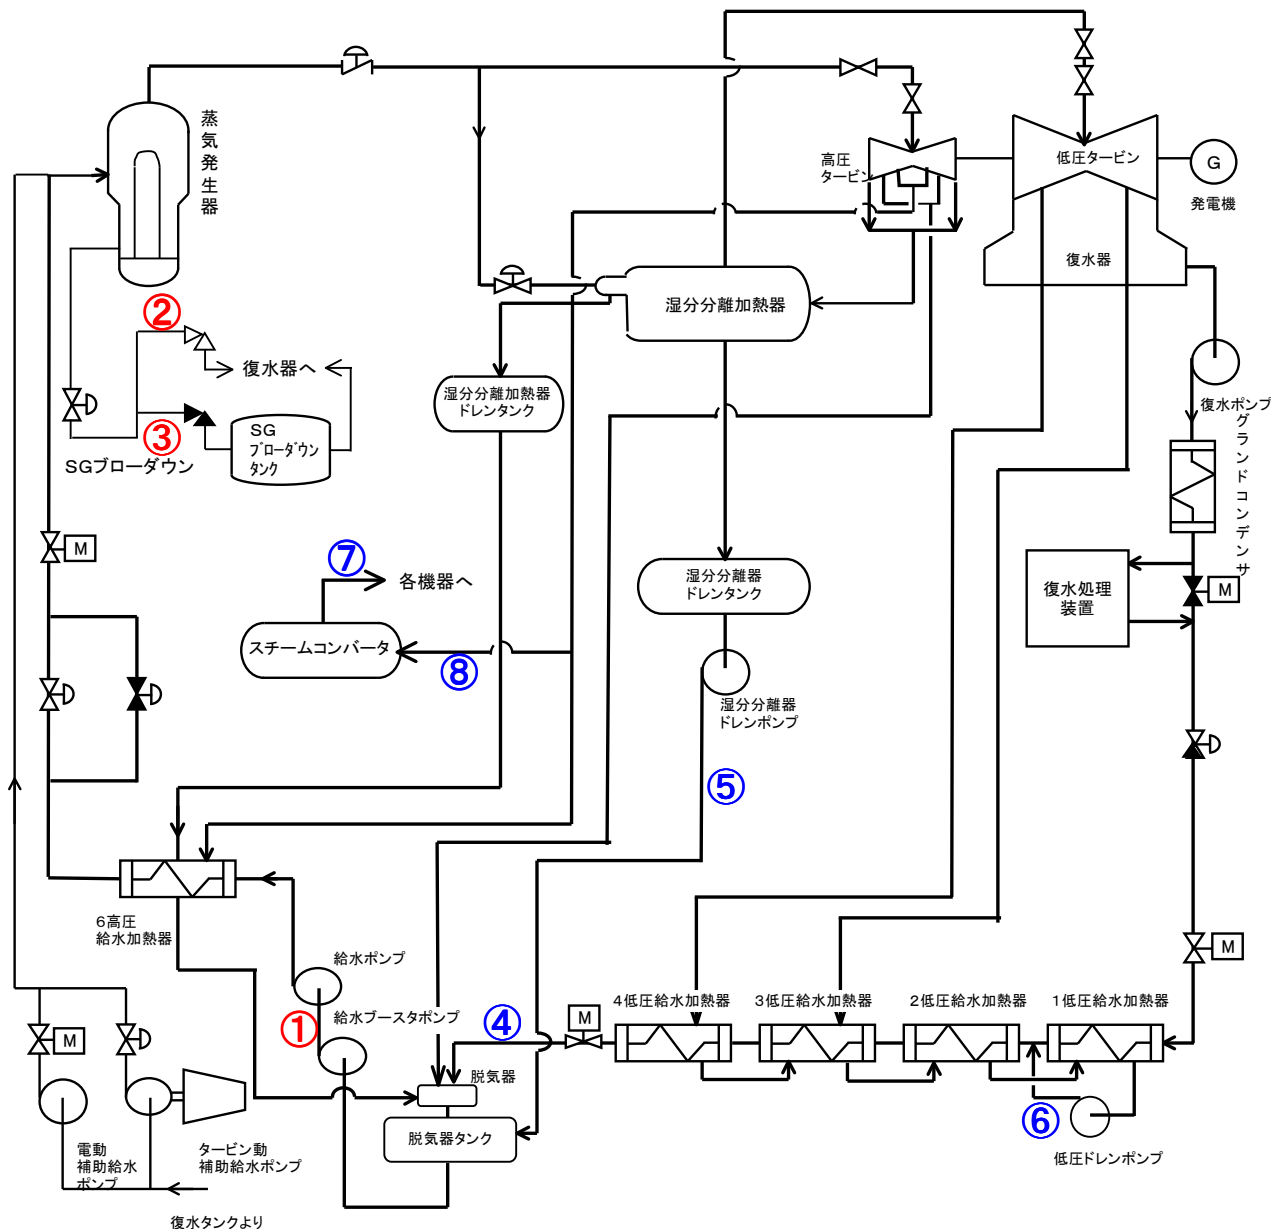 蒸気発生器
高圧
タービン
低圧タービン
G
発電機
復水器
湿分分離加熱器
②
復水器へ
湿分分離加熱器
ドレンタンク
復水ポンプ
グランドコンデンサ
③
SG
ブローダウン
タンク
SGブローダウン
M
⑦
各機器へ
湿分分離器
ドレンタンク
復水処理
装置
M
スチームコンバータ
⑧
湿分分離器
ドレンポンプ
⑤
6高圧
給水加熱器
M
給水ポンプ
4低圧給水加熱器
3低圧給水加熱器
2低圧給水加熱器
1低圧給水加熱器
①
給水ブースタポンプ
④
M
M
脱気器
⑥
脱気器タンク
電動
補助給水
ポンプ
タービン動
補助給水ポンプ
低圧ドレンポンプ
復水タンクより